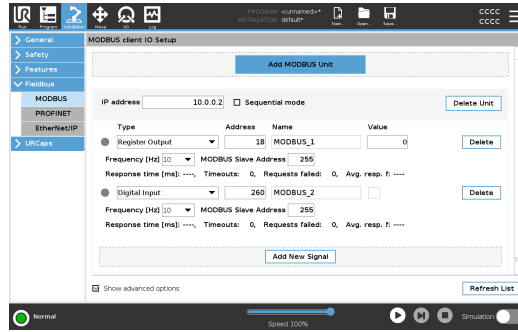 PROGRAM <unnamed>*
INSTALLATION default*
CCCC
CCCC
Run
Program
Installation
Move
I/O
Log
New...
Open...
Save...
General
Safety
Features
Fieldbus
MODBUS
PROFINET
EtherNet/IP
URCaps
MODBUS client IO Setup
Add MODBUS Unit
IP address 10.0.0.2 Sequential mode Delete Unit
Type Address Name Value
Register Output 18 MODBUS_1 0 Delete
Frequency [Hz] 10 MODBUS Slave Address 255
Response time [ms]: ----, Timeouts: 0, Requests failed: 0, Avg. resp. f: ----
Digital Input 260 MODBUS_2 Delete
Frequency [Hz] 10 MODBUS Slave Address 255
Response time [ms]: ----, Timeouts: 0, Requests failed: 0, Avg. resp. f: ----
Add New Signal
Show advanced options Refresh List
Normal
Speed 100%
Simulation